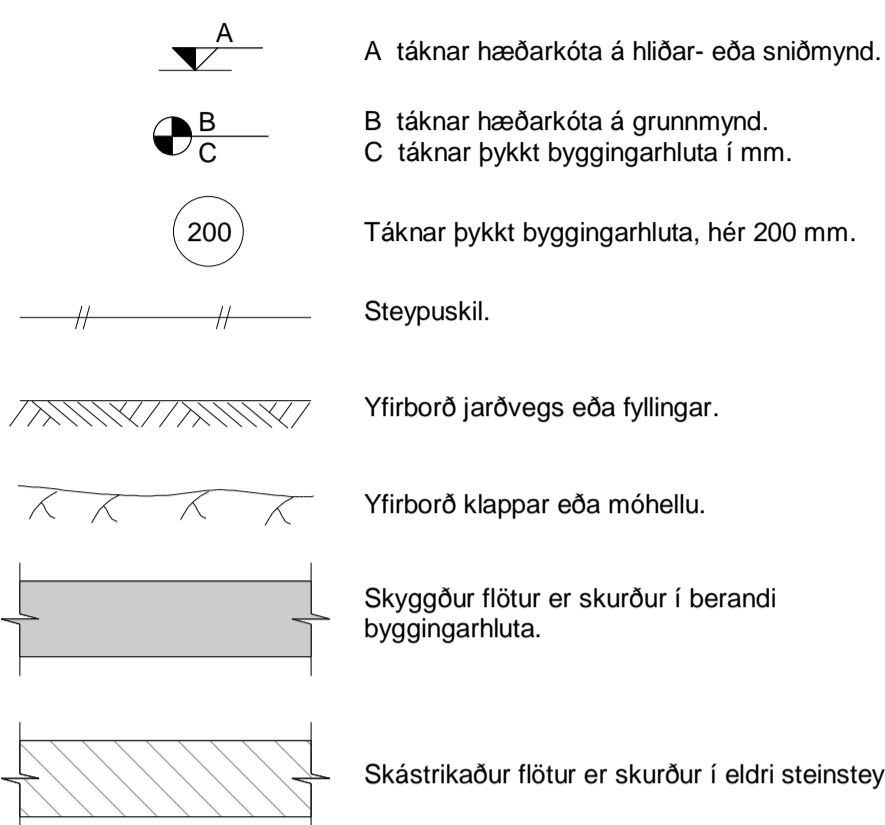 A
A táknar hæðarkóta á hliðar- eða sniðmynd.
B
C
B táknar hæðarkóta á grunnmynd.
C táknar þykkt byggingarhluta í mm.
200
Táknar þykkt byggingarhluta, hér 200 mm.
Steypuskil.
Yfirborð jarðvegs eða fyllingar.
Yfirborð klappar eða móhellu.
Skyggður flötur er skurður í berandi
byggingarhluta.
Skástrikaður flötur er skurður í eldri steinstey